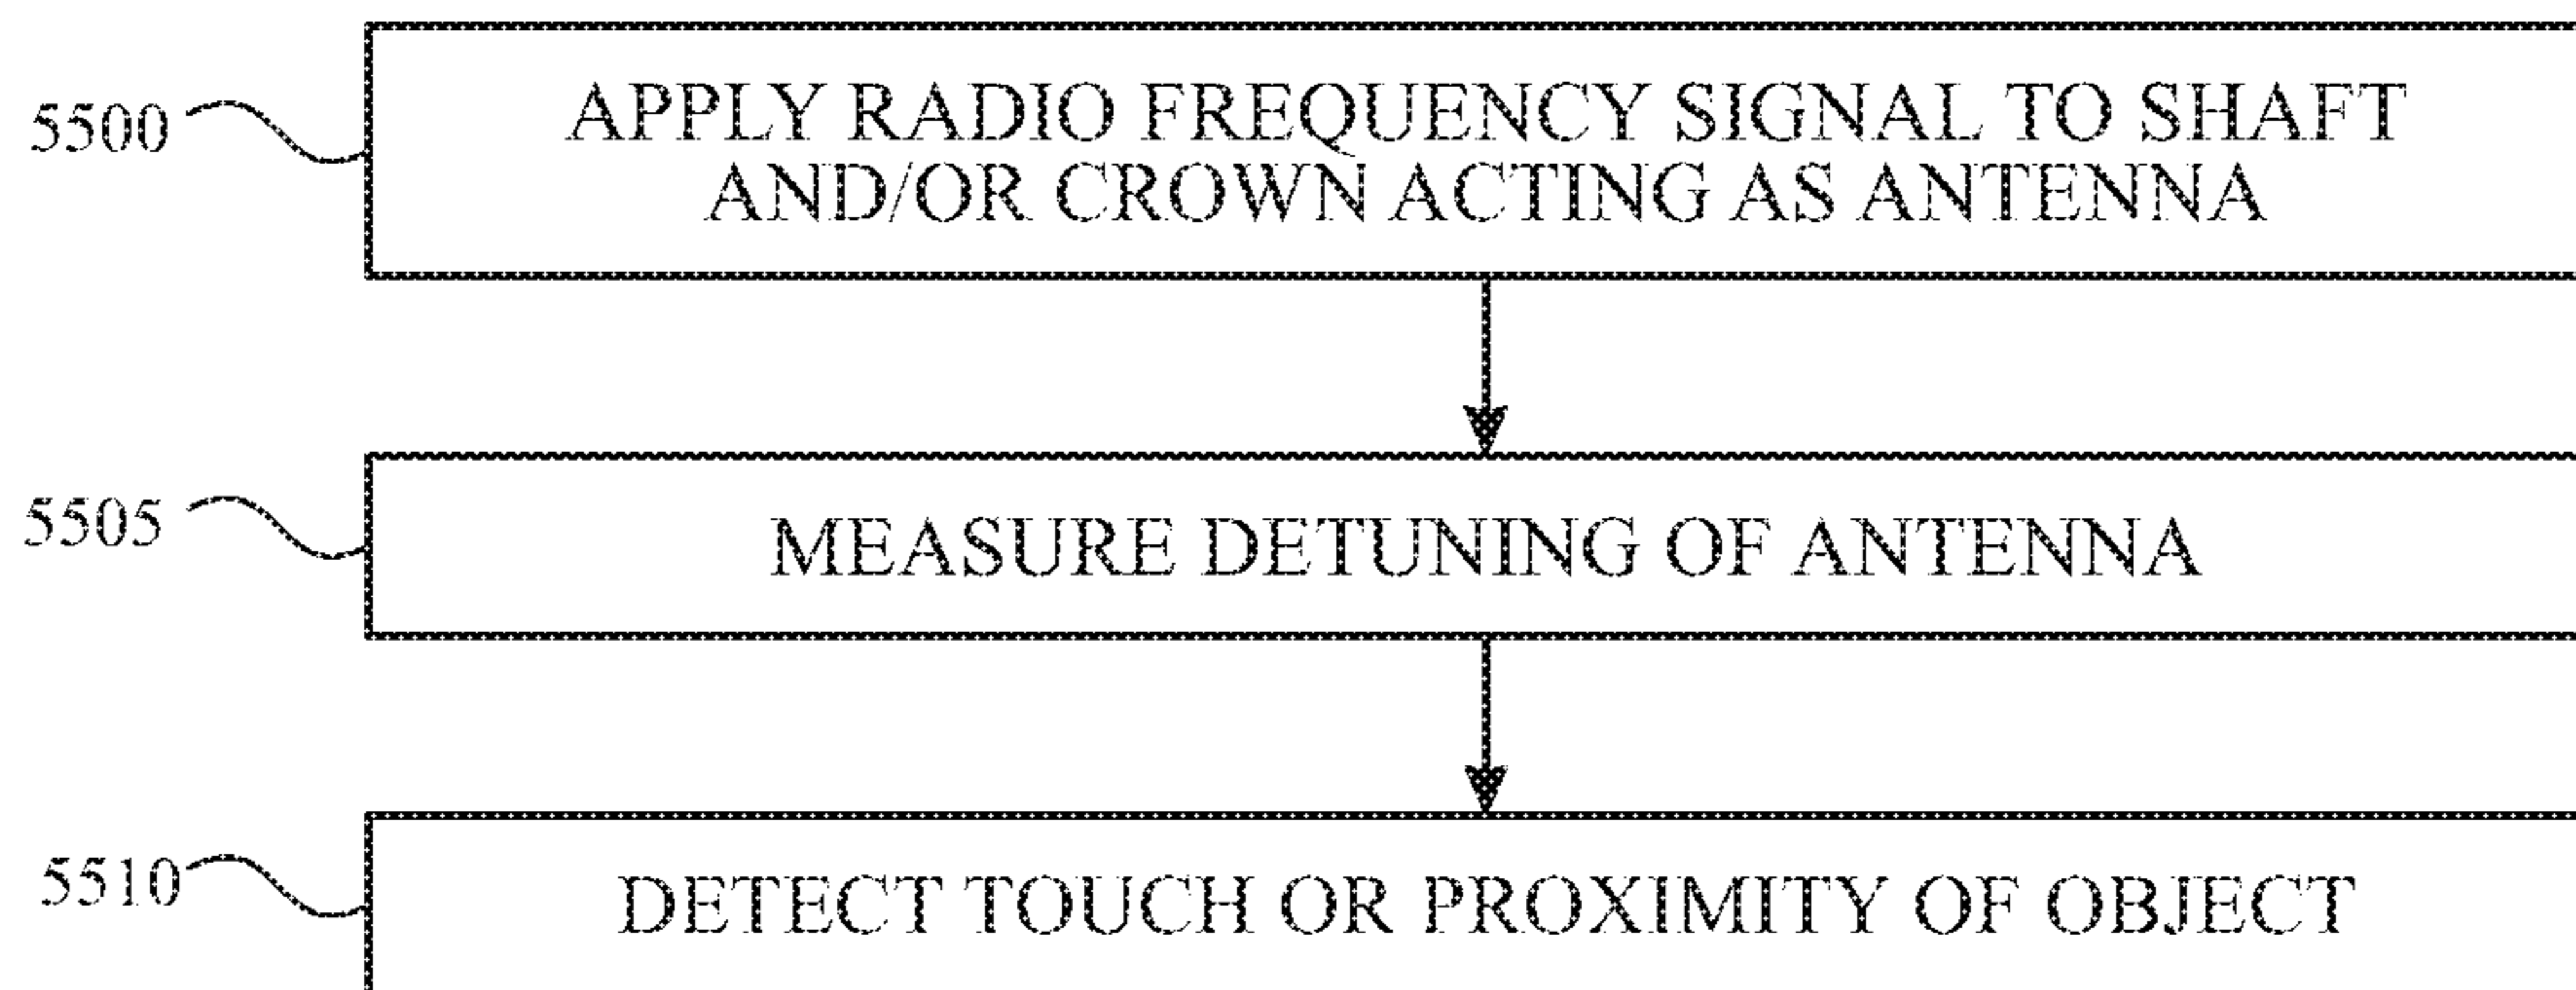 5500
APPLY RADIO FREQUENCY SIGNAL TO SHAFT
AND/OR CROWN ACTING AS ANTENNA
5505
MEASURE DETUNING OF ANTENNA
5510
DETECT TOUCH OR PROXIMITY OF OBJECT